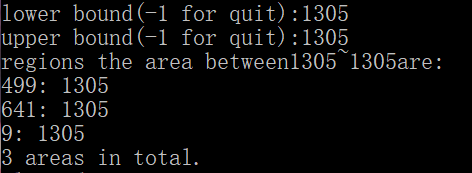 lower bound(-1 for quit):1305
upper bound(-1 for quit):1305
regions the area between1305~1305are:
499: 1305
641: 1305
9: 1305
3 areas in total.